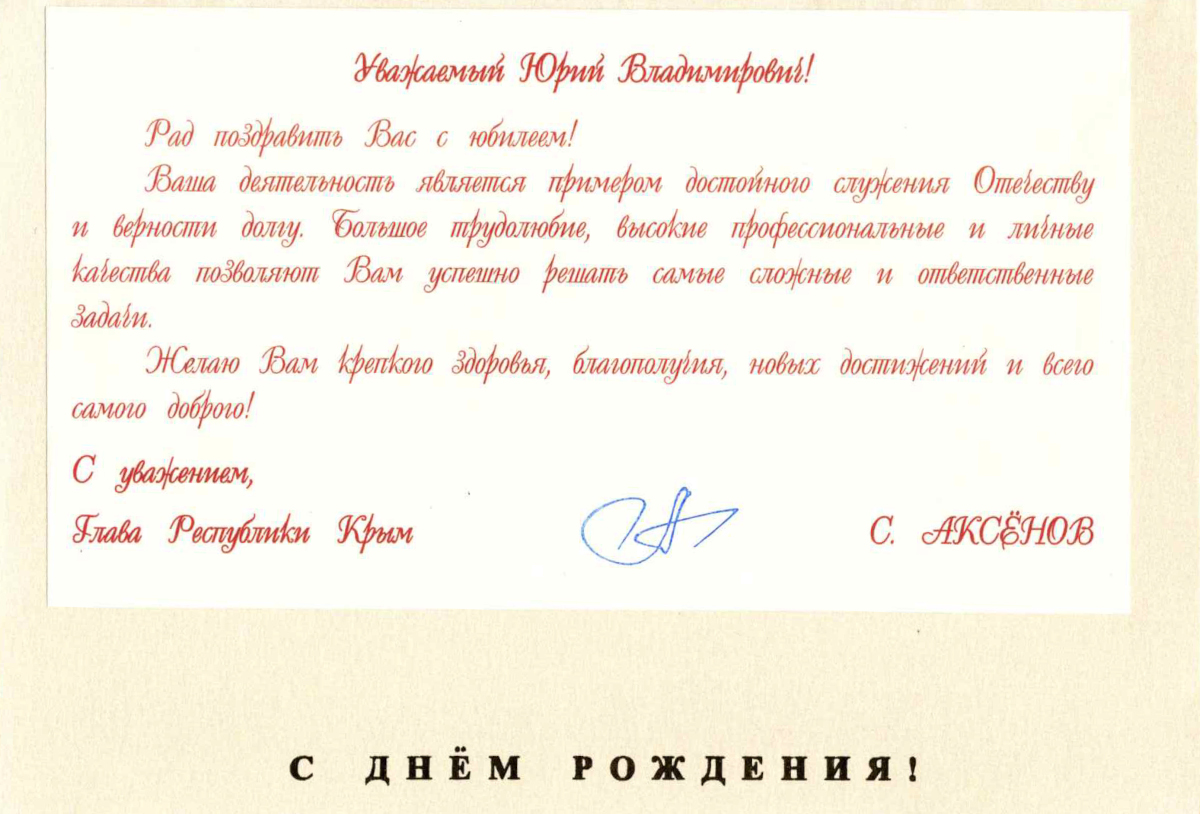 Уважаемый Юрий Владимирович!
Рад поздравить Вас с юбилеем!
Ваша деятельность является примером достойного служения Отечеству
и верности долгу. Большое трудолюбие, высокие профессиональные и личные
качества позволяют Вам успешно решать самые сложные и ответственные
задачи.
Желаю Вам крепкого здоровья, благополучия, новых достижений и всего
самого доброго!
С уважением,
Глава Республики Крым С. АКСЁНОВ
С ДНЁМ РОЖДЕНИЯ!